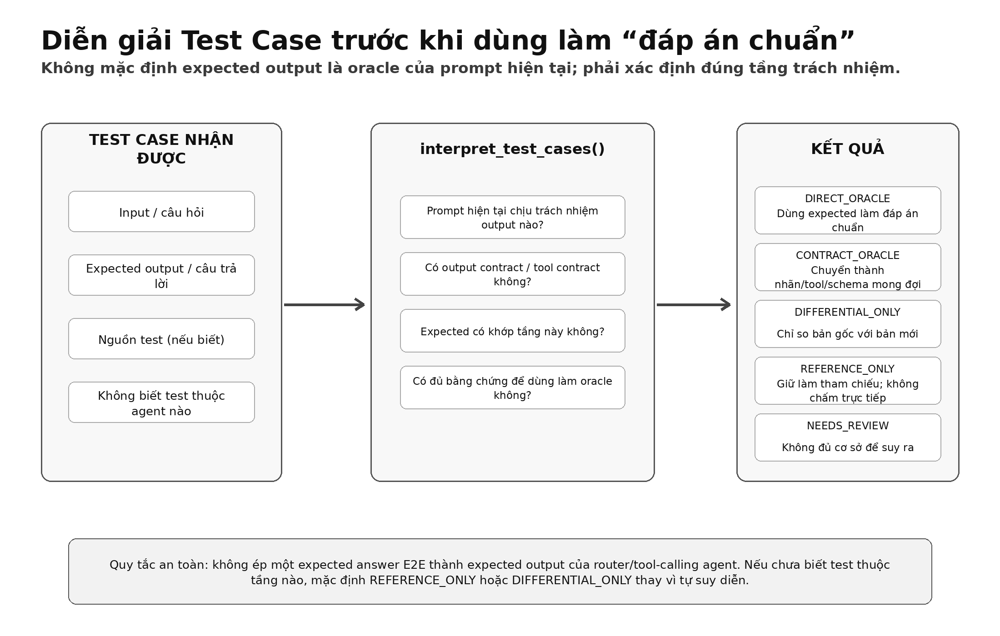 Diễn giải Test Case trước khi dùng làm “đáp án chuẩn”
Không mặc định expected output là oracle của prompt hiện tại; phải xác định đúng tầng trách nhiệm.
TEST CASE NHẬN
ĐƯỢC
Input / câu hỏi
Expected output / câu trả
lời
Nguồn test (nếu biết)
Không biết test thuộc
agent nào
interpret_test_cases()
Prompt hiện tại chịu trách nhiệm
output nào?
Có output contract / tool contract
không?
Expected có khớp tầng này không?
Có đủ bằng chứng để dùng làm oracle
không?
KẾT QUẢ
DIRECT_ORACLE
Dùng expected làm đáp án
chuẩn
CONTRACT_ORACLE
Chuyển thành
nhãn/tool/schema mong đợi
DIFFERENTIAL_ONLY
Chỉ so bản gốc với bản mới
REFERENCE_ONLY
Giữ làm tham chiếu; không
chấm trực tiếp
NEEDS_REVIEW
Không đủ cơ sở để suy ra
Quy tắc an toàn: không ép một expected answer E2E thành expected output của router/tool-calling agent. Nếu chưa biết test thuộc
tầng nào, mặc định REFERENCE_ONLY hoặc DIFFERENTIAL_ONLY thay vì tự suy diễn.